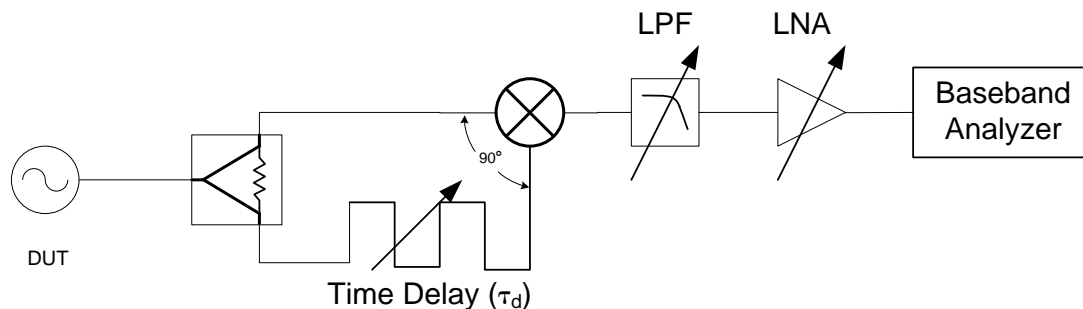 LPF
LNA
Baseband
Analyzer
90°
DUT
Time Delay (τd)